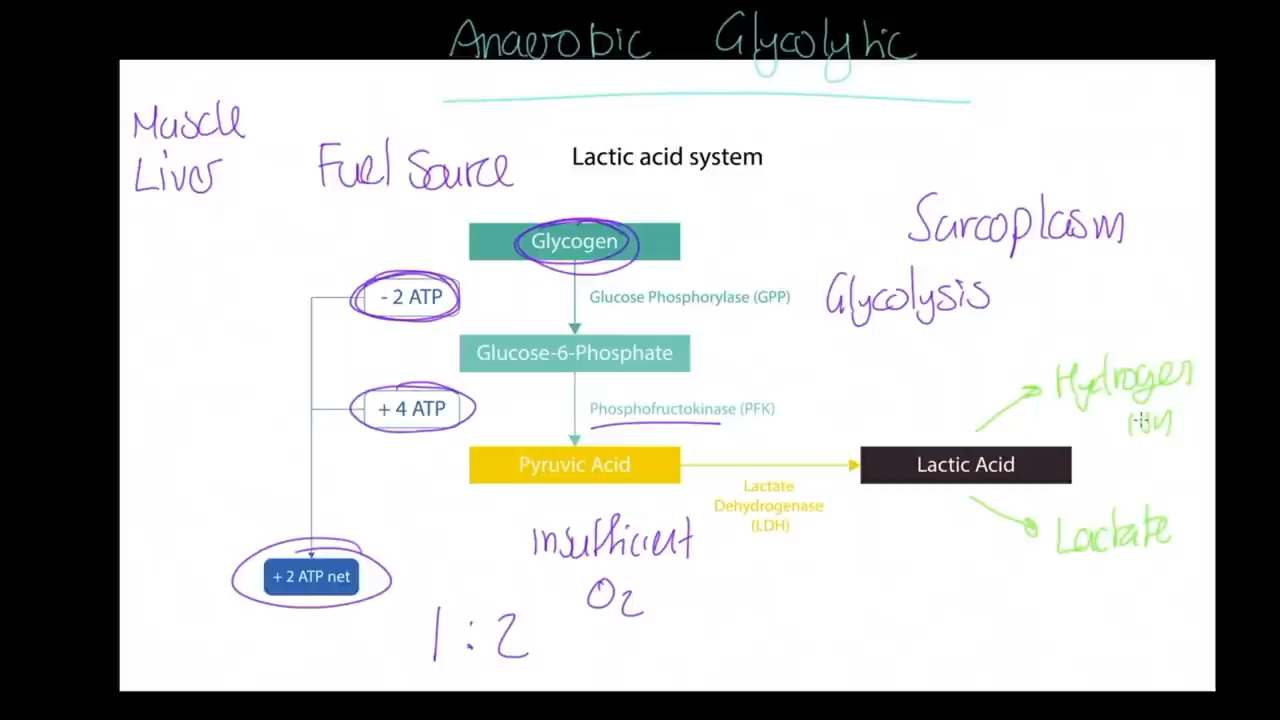 Anaerobic Glycolytic
Muscle
Liver
Fuel Source
Lactic acid system
Sarcoplasm
Glycogen
- 2 ATP
Glucose Phosphorylase (GPP)
Glycolysis
Glucose-6-Phosphate
Hydrogen
ion
+ 4 ATP
Phosphofructokinase (PFK)
Pyruvic Acid
Lactic Acid
Lactate
Dehydrogenase
(LDH)
Lactate
insufficient
O2
+ 2 ATP net
1 : 2